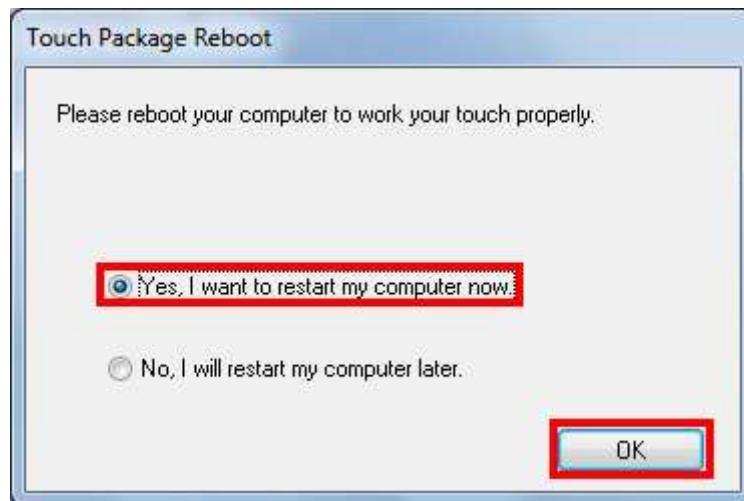 Touch Package Reboot
Please reboot your computer to work your touch properly.
Yes, I want to restart my computer now.
No, I will restart my computer later.
OK